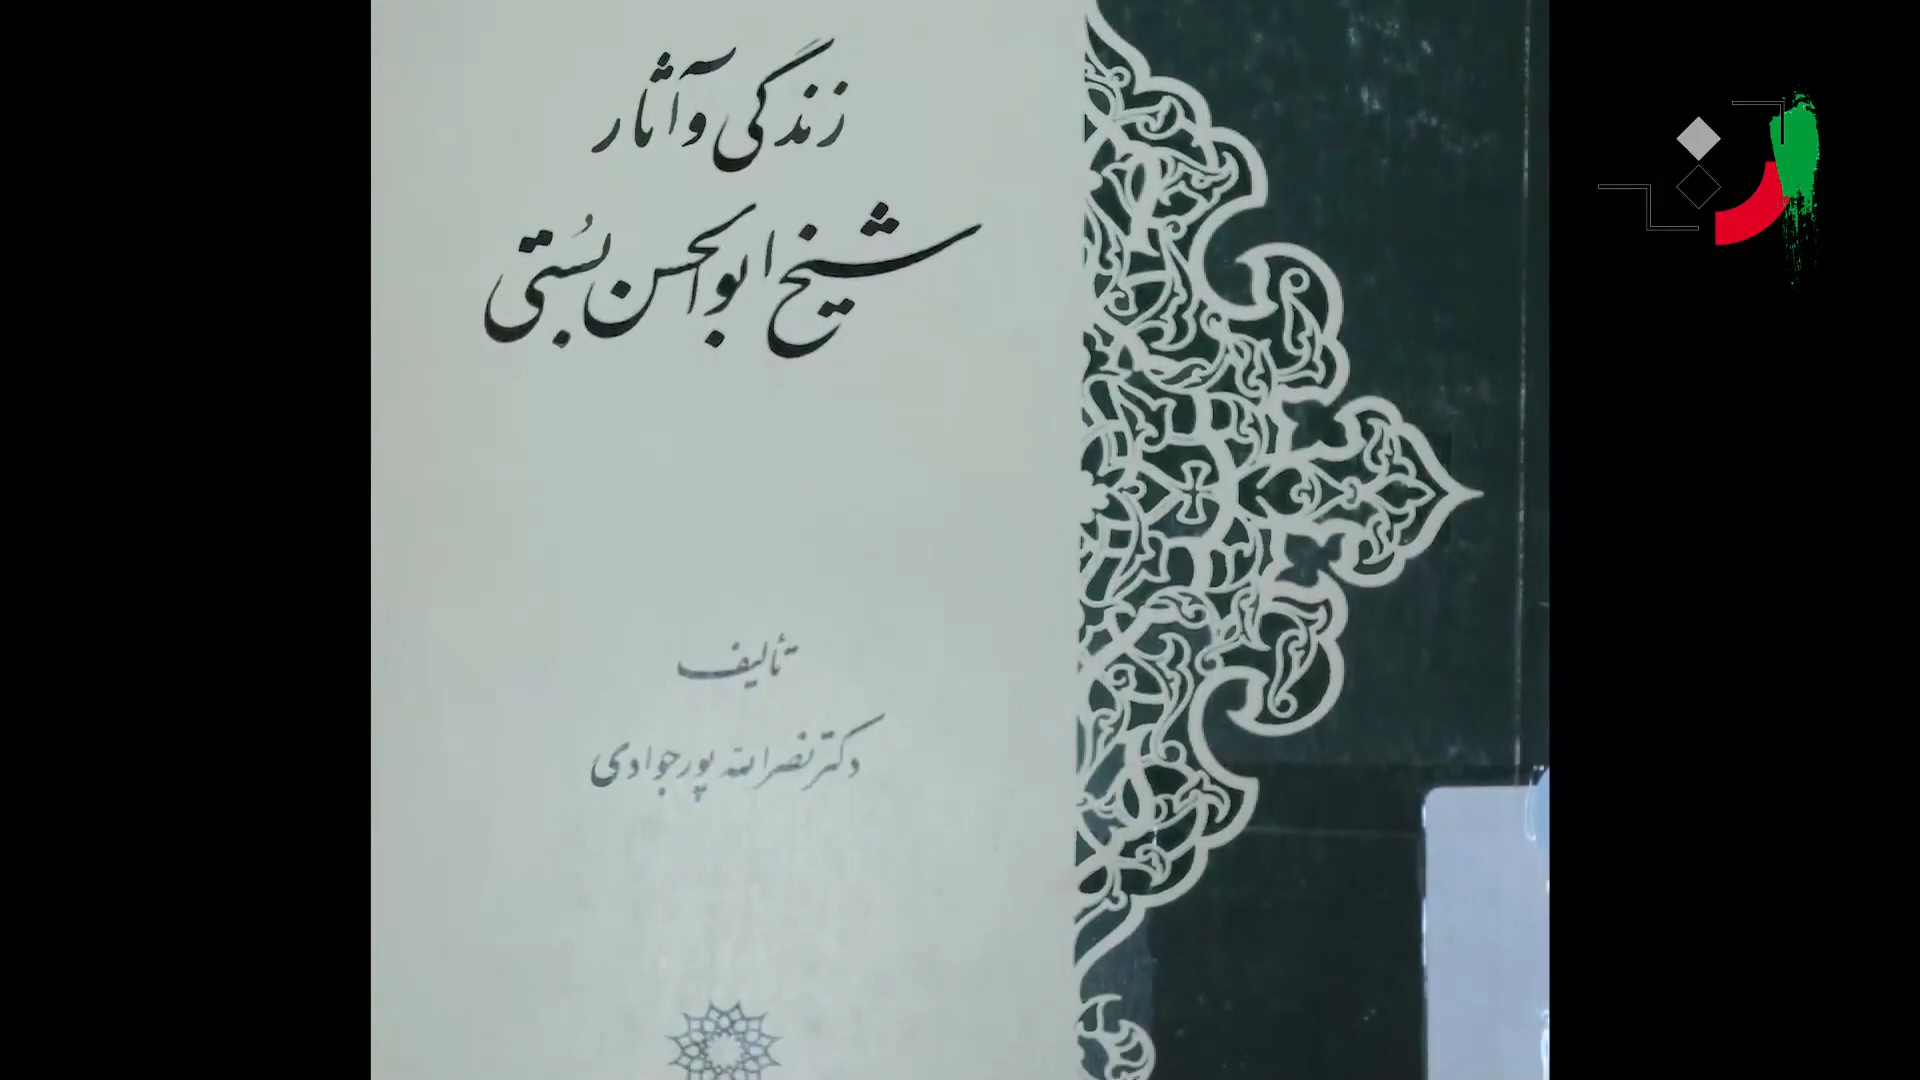 زندگی و آثار
شیخ ابوالحسن بُستی
تألیف
دکتر نصرالله پورجوادی